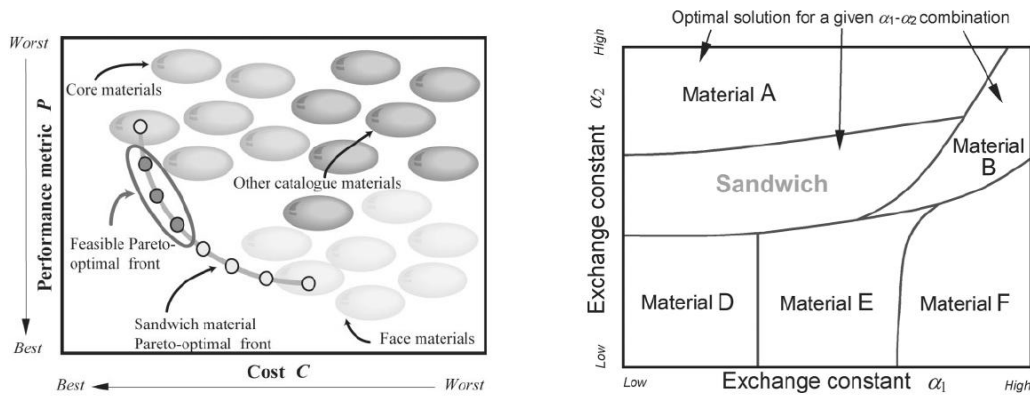 Worst
Performance metric P
Best
Core materials
Other catalogue materials
Feasible Pareto-
optimal front
Sandwich material
Pareto-optimal front
Face materials
Cost C
Best
Worst
Optimal solution for a given α1-α2 combination
High
Exchange constant α2
Low
Material A
Material
B
Sandwich
Material D
Material E
Material F
Low
Exchange constant α1
High